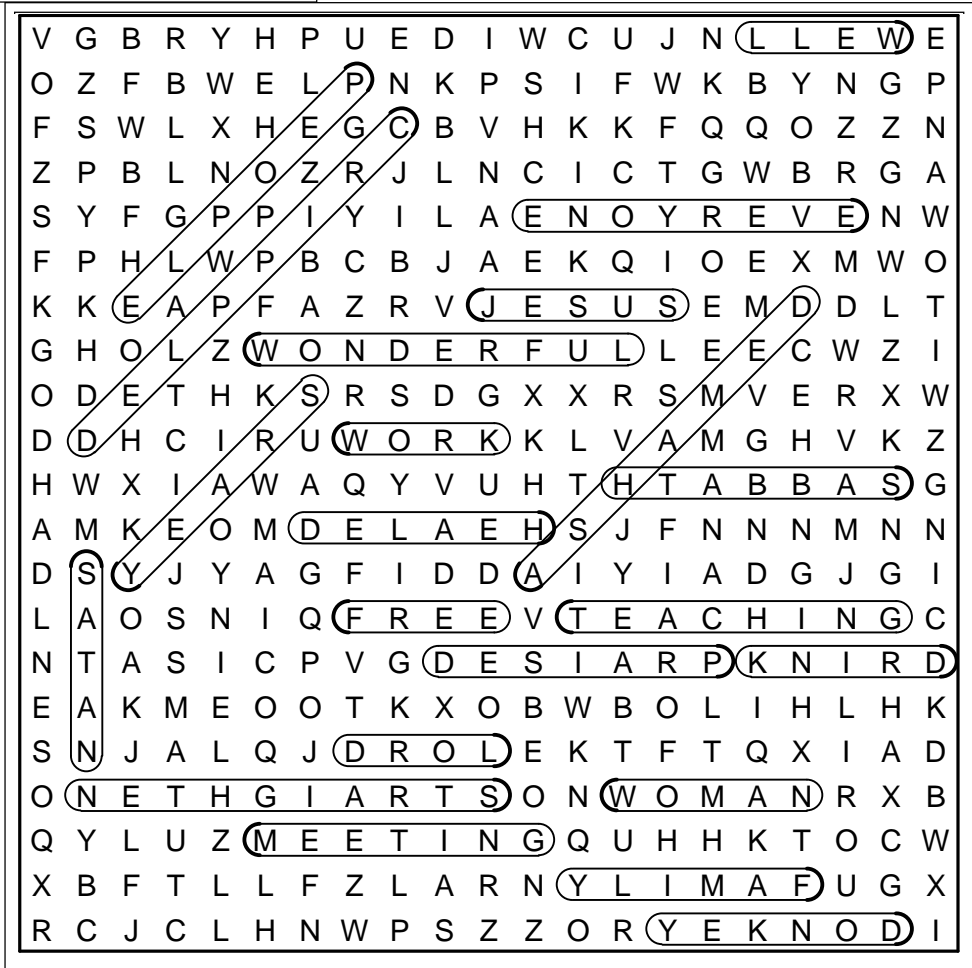 V G B R Y H P U E D I W C U J N L L E W E
O Z F B W E L P N K P S I F W K B Y N G P
F S W L X H E G C B V H K K F Q Q O Z Z N
Z P B L N O Z R J L N C I C T G W B R G A
S Y F G P P I Y I L A E N O Y R E V E N W
F P H L W P B C B J A E K Q I O E X M W O
K K E A P F A Z R V J E S U S E M D D L T
G H O L Z W O N D E R F U L L E E C W Z I
O D E T H K S R S D G X X R S M V E R X W
D D H C I R U W O R K K L V A M G H V K Z
H W X I A W A Q Y V U H T H T A B B A S G
A M K E O M D E L A E H S J F N N N M N N
D S Y J Y A G F I D D A I Y I A D G J G I
L A O S N I Q F R E E V T E A C H I N G C
N T A S I C P V G D E S I A R P K N I R D
E A K M E O O T K X O B W B O L I H L H K
S N J A L Q J D R O L E K T F T Q X I A D
O N E T H G I A R T S O N W O M A N R X B
Q Y L U Z M E E T I N G Q U H H K T O C W
X B F T L L F Z L A R N Y L I M A F U G X
R C J C L H N W P S Z Z O R Y E K N O D I